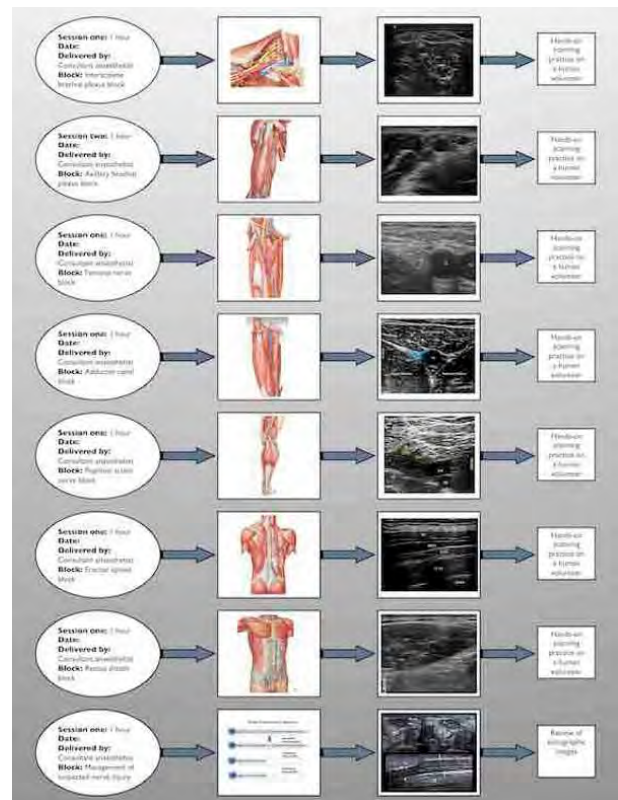 Session one: 1 hour
Date:
Delivered by:
Consultant anaesthetist
Block: Interscalene
brachial plexus block
Hands-on
scanning
practice on
a human
volunteer
Session two: 1 hour
Date:
Delivered by:
Consultant anaesthetist
Block: Axillary brachial
plexus block
Hands-on
scanning
practice on
a human
volunteer
Session one: 1 hour
Date:
Delivered by:
Consultant anaesthetist
Block: Femoral nerve
block
Hands-on
scanning
practice on
a human
volunteer
Session one: 1 hour
Date:
Delivered by:
Consultant anaesthetist
Block: Adductor canal
block
Hands-on
scanning
practice on
a human
volunteer
Session one: 1 hour
Date:
Delivered by:
Consultant anaesthetist
Block: Popliteal sciatic
nerve block
Hands-on
scanning
practice on
a human
volunteer
Session one: 1 hour
Date:
Delivered by:
Consultant anaesthetist
Block: Erector spinae
block
Hands-on
scanning
practice on
a human
volunteer
Session one: 1 hour
Date:
Delivered by:
Consultant anaesthetist
Block: Rectus sheath
block
Hands-on
scanning
practice on
a human
volunteer
Session one: 1 hour
Date:
Delivered by:
Consultant anaesthetist
Block: Management of
suspected nerve injury
Review of
sonographic
images